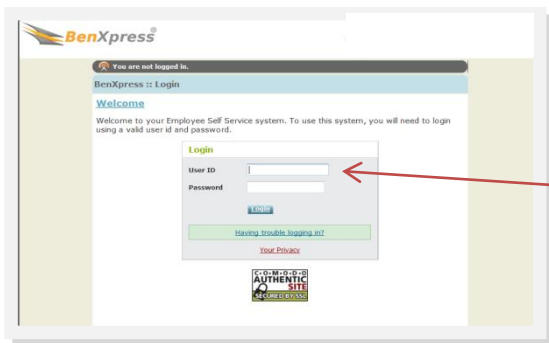 BenXpress®
You are not logged in.
BenXpress :: Login
Welcome
Welcome to your Employee Self Service system. To use this system, you will need to login
using a valid user id and password.
Login
User ID
Password
Login
Having trouble logging in?
Your Privacy
C·O·M·O·D·O
AUTHENTIC
SITE
SECURED BY SSL